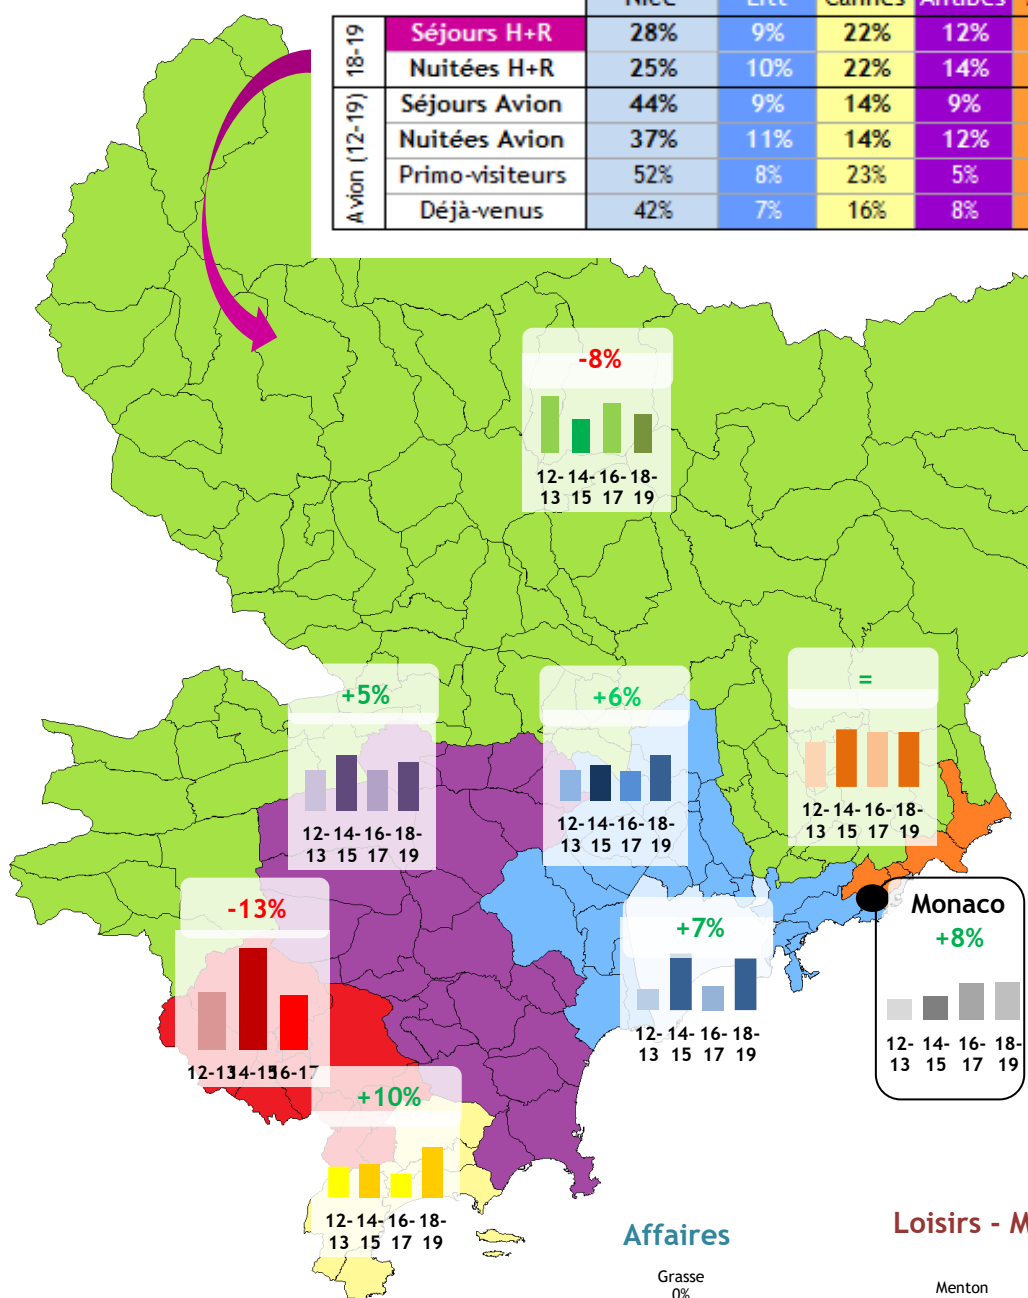 Nice Cannes Antibes
18-19 Séjours H+R 28% 9% 22% 12%
Nuitées H+R 25% 10% 22% 14%
Avion (12-19) Séjours Avion 44% 9% 14% 9%
Nuitées Avion 37% 11% 14% 12%
Primo-visiteurs 52% 8% 23% 5%
Déjà-venus 42% 7% 16% 8%
-8%
12- 14- 16- 18-
13 15 17 19
+5%
12- 14- 16- 18-
13 15 17 19
+6%
12- 14- 16- 18-
13 15 17 19
=
12- 14- 16- 18-
13 15 17 19
-13%
12-13 14-15 16-17
+7%
12- 14- 16- 18-
13 15 17 19
Monaco
+8%
12- 14- 16- 18-
13 15 17 19
+10%
12- 14- 16- 18-
13 15 17 19
Affaires
Loisirs - M
Grasse
0%
Menton